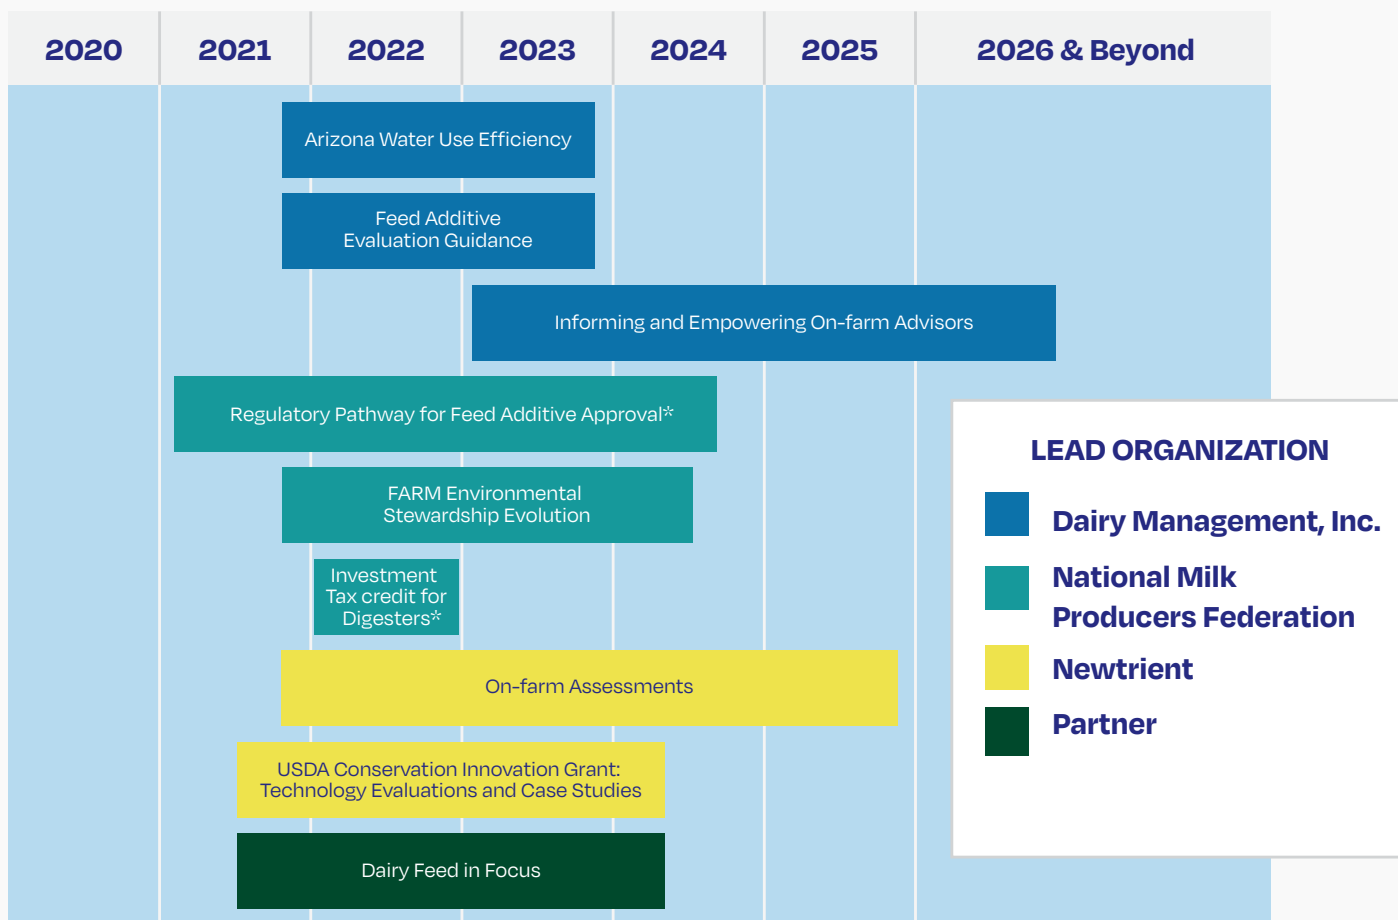 2020 2021 2022 2023 2024 2025 2026 & Beyond
Arizona Water Use Efficiency
Feed Additive
Evaluation Guidance
Informing and Empowering On-farm Advisors
Regulatory Pathway for Feed Additive Approval*
FARM Environmental
Stewardship Evolution
Investment
Tax credit for
Digesters*
On-farm Assessments
USDA Conservation Innovation Grant:
Technology Evaluations and Case Studies
Dairy Feed in Focus
LEAD ORGANIZATION
Dairy Management, Inc.
National Milk
Producers Federation
Newtrient
Partner